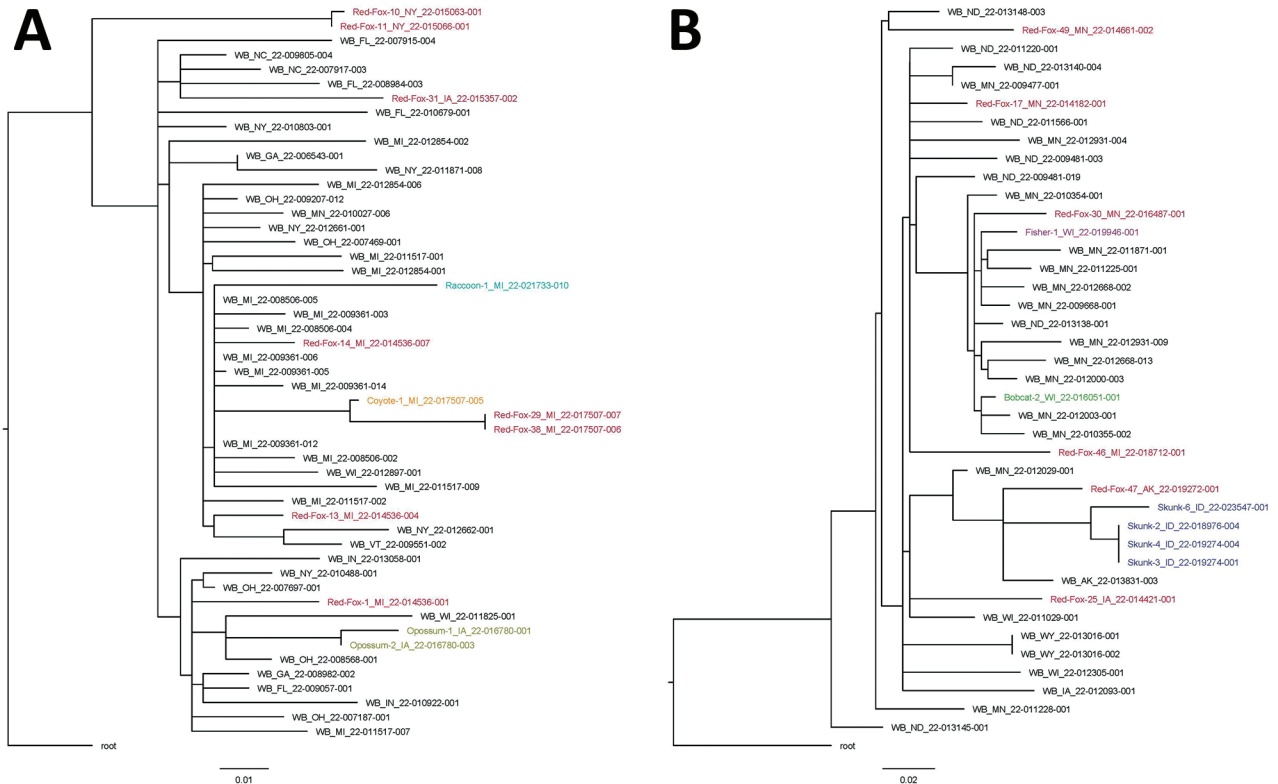 A
Red-Fox-10_NY_22-015063-001
Red-Fox-11_NY_22-015066-001
WB_FL_22-007915-004
WB_NC_22-009805-004
WB_NC_22-007917-003
WB_FL_22-008984-003
Red-Fox-31_IA_22-015357-002
WB_FL_22-010679-001
WB_NY_22-010803-001
WB_MI_22-012854-002
WB_GA_22-006543-001
WB_NY_22-011871-008
WB_MI_22-012854-006
WB_OH_22-009207-012
WB_MN_22-010027-006
WB_NY_22-012661-001
WB_OH_22-007469-001
WB_MI_22-011517-001
WB_MI_22-012854-001
Raccoon-1_MI_22-021733-010
WB_MI_22-008506-005
WB_MI_22-009361-003
WB_MI_22-008506-004
Red-Fox-14_MI_22-014536-007
WB_MI_22-009361-006
WB_MI_22-009361-005
WB_MI_22-009361-014
Coyote-1_MI_22-017507-005
Red-Fox-29_MI_22-017507-007
Red-Fox-38_MI_22-017507-006
WB_MI_22-009361-012
WB_MI_22-008506-002
WB_WI_22-012897-001
WB_MI_22-011517-009
WB_MI_22-011517-002
Red-Fox-13_MI_22-014536-004
WB_NY_22-012662-001
WB_VT_22-009551-002
WB_IN_22-013058-001
WB_NY_22-010488-001
WB_OH_22-007697-001
Red-Fox-1_MI_22-014536-001
WB_WI_22-011825-001
Opossum-1_IA_22-016780-001
Opossum-2_IA_22-016780-003
WB_OH_22-008568-001
WB_GA_22-008982-002
WB_FL_22-009057-001
WB_IN_22-010922-001
WB_OH_22-007187-001
WB_MI_22-011517-007
root
0.01
B
WB_ND_22-013148-003
Red-Fox-49_MN_22-014661-002
WB_ND_22-011220-001
WB_ND_22-013140-004
WB_MN_22-009477-001
Red-Fox-17_MN_22-014182-001
WB_ND_22-011566-001
WB_MN_22-012931-004
WB_ND_22-009481-003
WB_ND_22-009481-019
WB_MN_22-010354-001
Red-Fox-30_MN_22-016487-001
Fisher-1_WI_22-019946-001
WB_MN_22-011871-001
WB_MN_22-011225-001
WB_MN_22-012668-002
WB_MN_22-009668-001
WB_ND_22-013138-001
WB_MN_22-012931-009
WB_MN_22-012668-013
WB_MN_22-012000-003
Bobcat-2_WI_22-016051-001
WB_MN_22-012003-001
WB_MN_22-010355-002
Red-Fox-46_MI_22-018712-001
WB_MN_22-012029-001
Red-Fox-47_AK_22-019272-001
Skunk-6_ID_22-023547-001
Skunk-2_ID_22-018976-004
Skunk-4_ID_22-019274-004
Skunk-3_ID_22-019274-001
WB_AK_22-013831-003
Red-Fox-25_IA_22-014421-001
WB_WI_22-011029-001
WB_WY_22-013016-001
WB_WY_22-013016-002
WB_WI_22-012305-001
WB_IA_22-012093-001
WB_MN_22-011228-001
WB_ND_22-013145-001
root
0.02